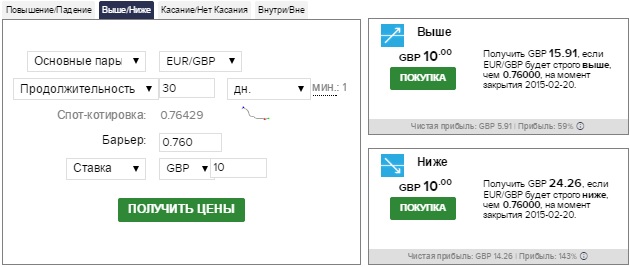 Повышение/Падение Выше/Ниже Касание/Нет Касания Внутри/Вне
Основные пары EUR/GBP
Продолжительность 30 дн. мин.: 1
Спот-котировка: 0.76429
Барьер: 0.760
Ставка GBP 10
ПОЛУЧИТЬ ЦЕНЫ
Выше
GBP 10.00
ПОКУПКА
Получить GBP 15.91, если
EUR/GBP будет строго выше,
чем 0.76000, на момент
закрытия 2015-02-20.
Чистая прибыль: GBP 5.91 | Прибыль: 59%
Ниже
GBP 10.00
ПОКУПКА
Получить GBP 24.26, если
EUR/GBP будет строго ниже,
чем 0.76000, на момент
закрытия 2015-02-20.
Чистая прибыль: GBP 14.26 | Прибыль: 143%